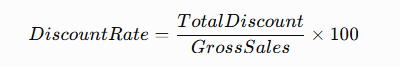 DiscountRate = TotalDiscount / GrossSales × 100